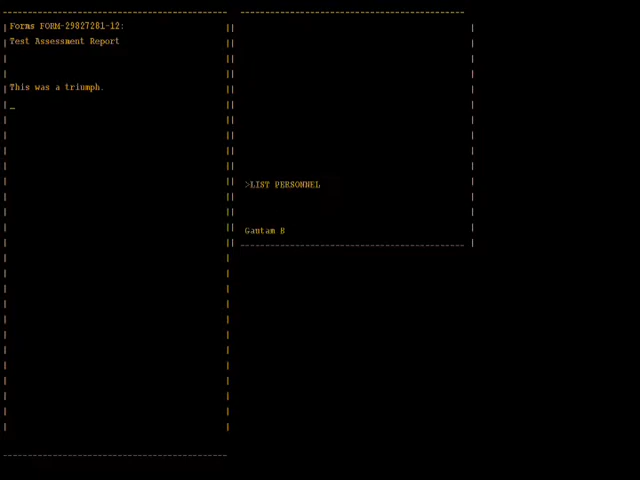 Forms FORM-29827281-12:
Test Assessment Report
This was a triumph.
_
>LIST PERSONNEL
Gautam B